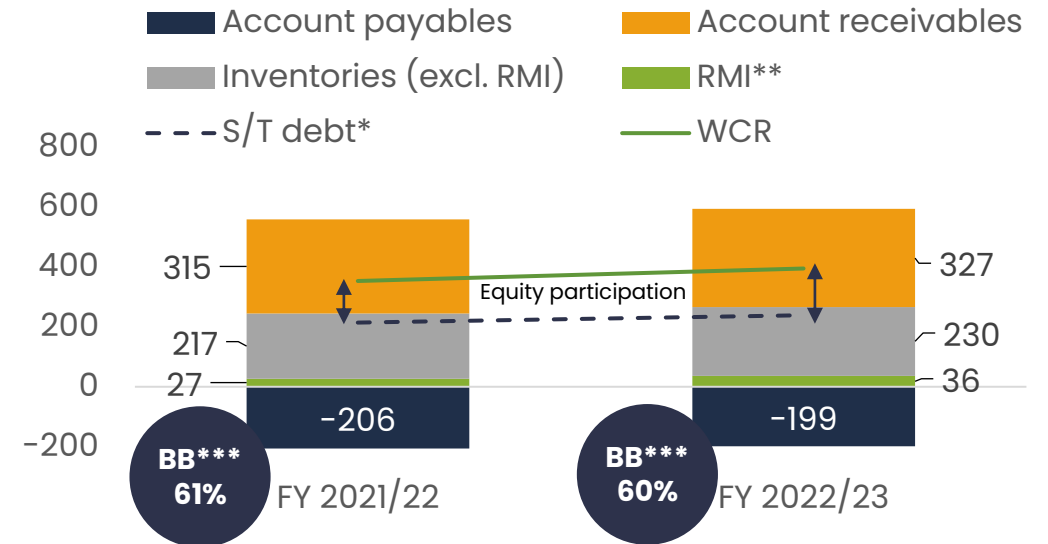 Account payables
Account receivables
Inventories (excl. RMI)
RMI**
S/T debt*
WCR
800
600
400
200
0
-200
315
217
27
-206
Equity participation
327
230
36
-199
BB***
61%
FY 2021/22
BB***
60%
FY 2022/23